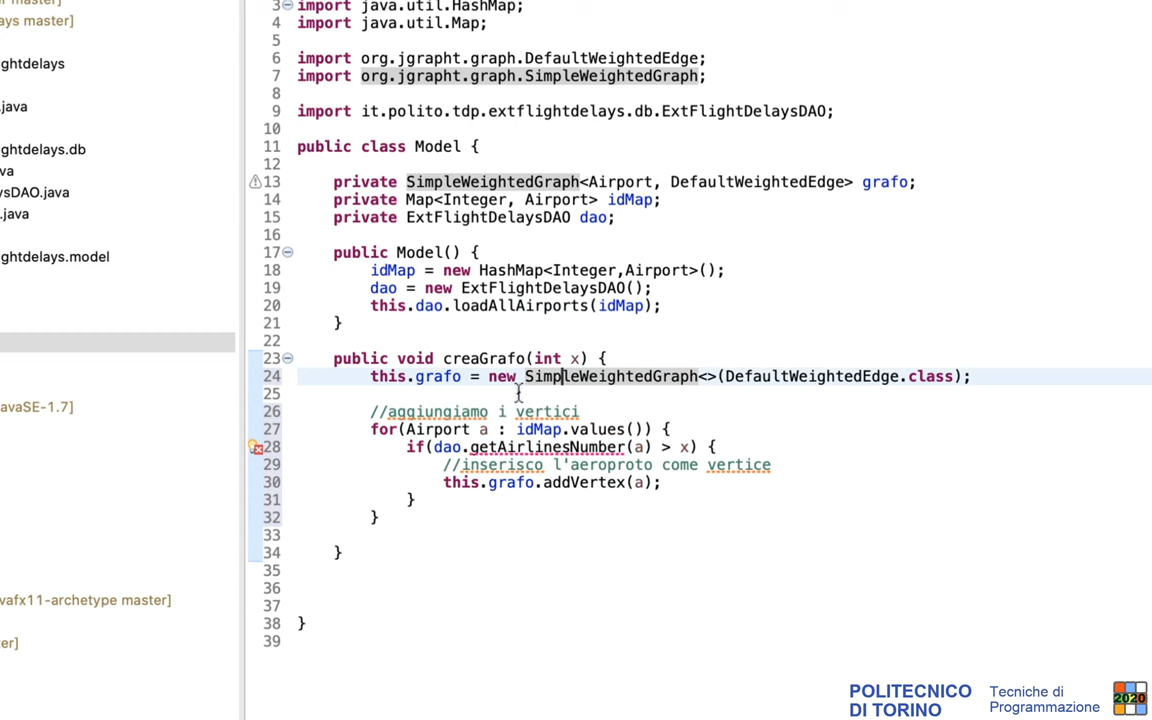 ays master]
ghtdelays
.java
ghtdelays.db
va
ysDAO.java
.java
ghtdelays.model
avaSE-1.7]
vafx11-archetype master]
ter]
3 import java.util.HashMap;
4 import java.util.Map;
5
6 import org.jgrapht.graph.DefaultWeightedEdge;
7 import org.jgrapht.graph.SimpleWeightedGraph;
8
9 import it.polito.tdp.extflightdelays.db.ExtFlightDelaysDAO;
10
11 public class Model {
12
13 private SimpleWeightedGraph<Airport, DefaultWeightedEdge> grafo;
14 private Map<Integer, Airport> idMap;
15 private ExtFlightDelaysDAO dao;
16
17 public Model() {
18 idMap = new HashMap<Integer,Airport>();
19 dao = new ExtFlightDelaysDAO();
20 this.dao.loadAllAirports(idMap);
21 }
22
23 public void creaGrafo(int x) {
24 this.grafo = new SimpleWeightedGraph<>(DefaultWeightedEdge.class);
25
26 //aggiungiamo i vertici
27 for(Airport a : idMap.values()) {
28 if(dao.getAirlinesNumber(a) > x) {
29 //inserisco l'aeroproto come vertice
30 this.grafo.addVertex(a);
31 }
32 }
33
34 }
35
36
37
38 }
39
POLITECNICO
DI TORINO
Tecniche di
Programmazione
2020